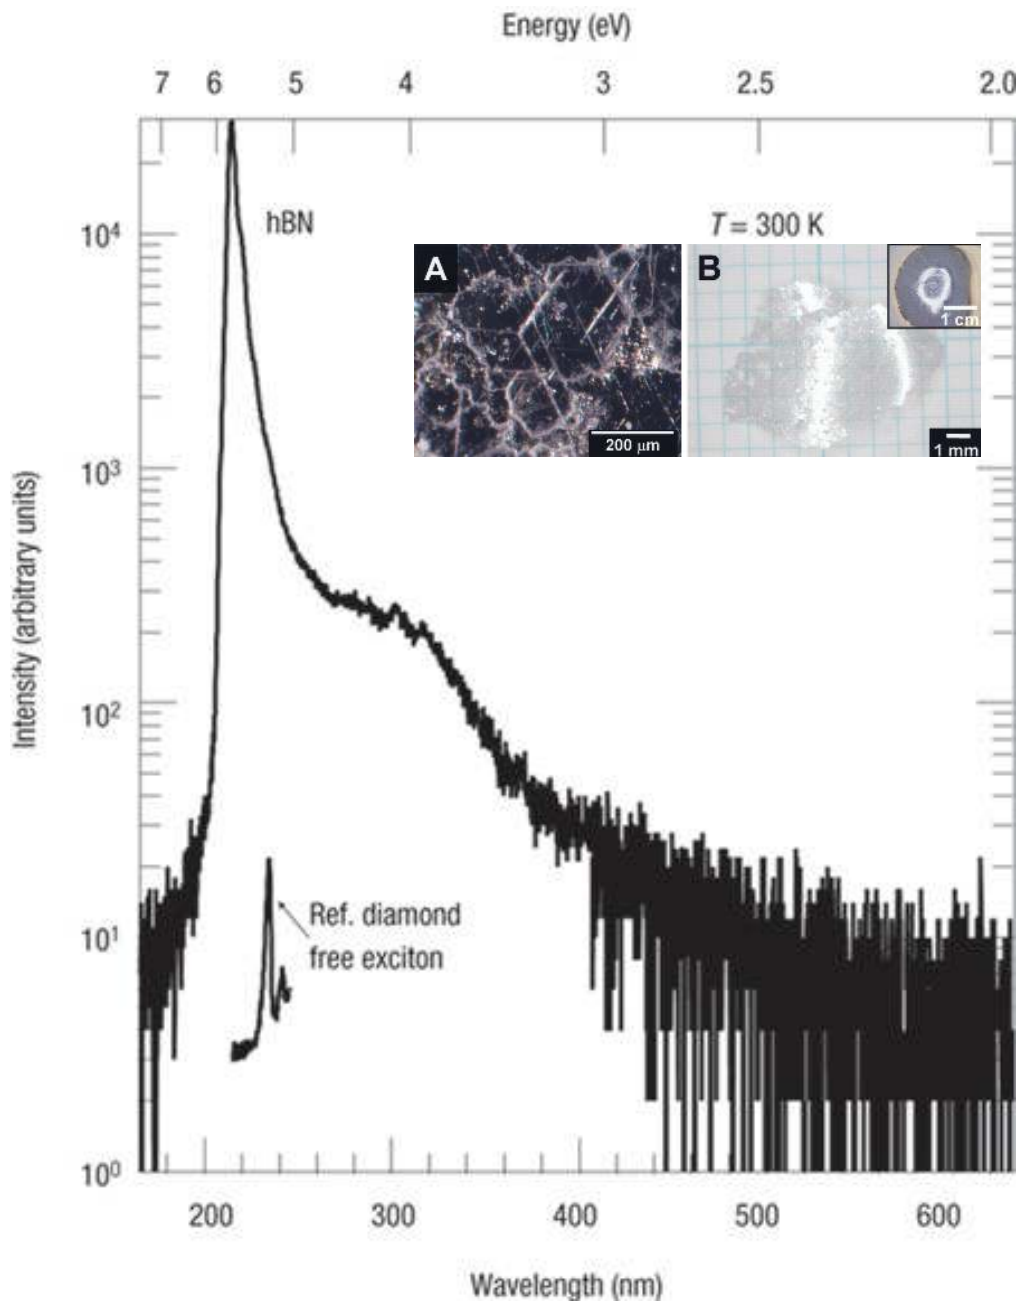 Energy (eV)
7 6 5 4 3 2.5 2.0
hBN
T = 300 K
A
B
1 cm
200 μm
1 mm
Intensity (arbitrary units)
10⁴
10³
10²
10¹
10⁰
Ref. diamond
free exciton
200 300 400 500 600
Wavelength (nm)